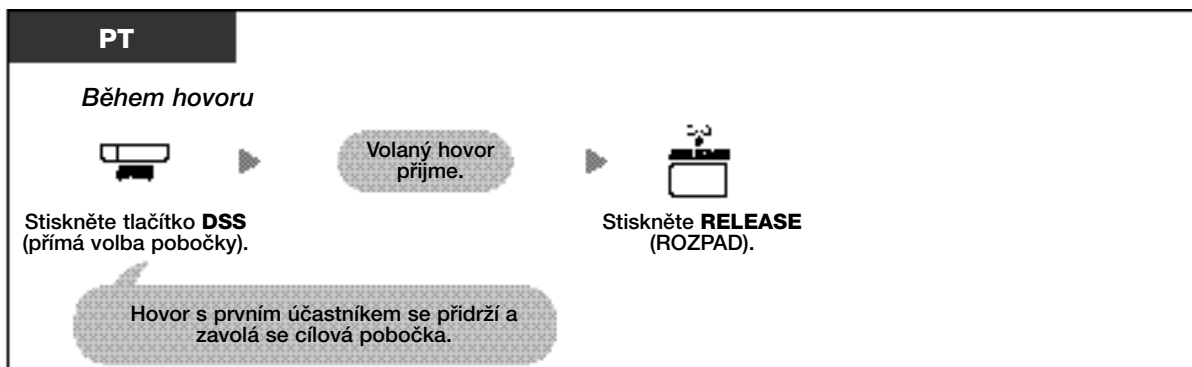 PT
Během hovoru
Volaný hovor
přijme.
Stiskněte tlačítko DSS
(přímá volba pobočky).
Stiskněte RELEASE
(ROZPAD).
Hovor s prvním účastníkem se přidrží a
zavolá se cílová pobočka.